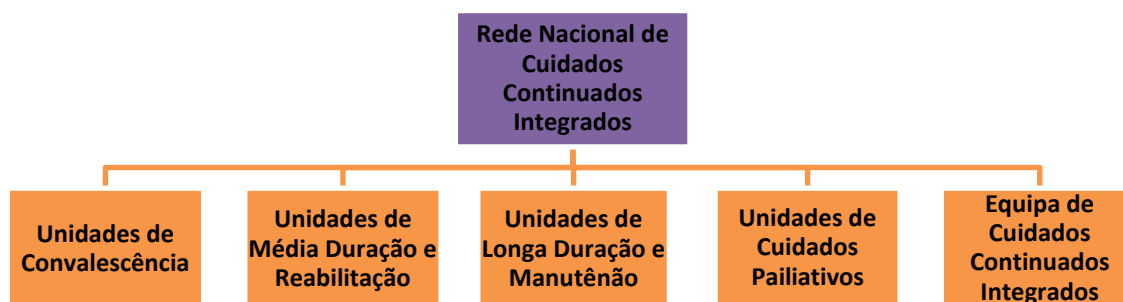 Rede Nacional de
Cuidados
Continuados
Integrados
Unidades de
Convalescência
Unidades de
Média Duração e
Reabilitação
Unidades de
Longa Duração e
Manutênão
Unidades de
Cuidados
Pailiativos
Equipa de
Cuidados
Continuados
Integrados